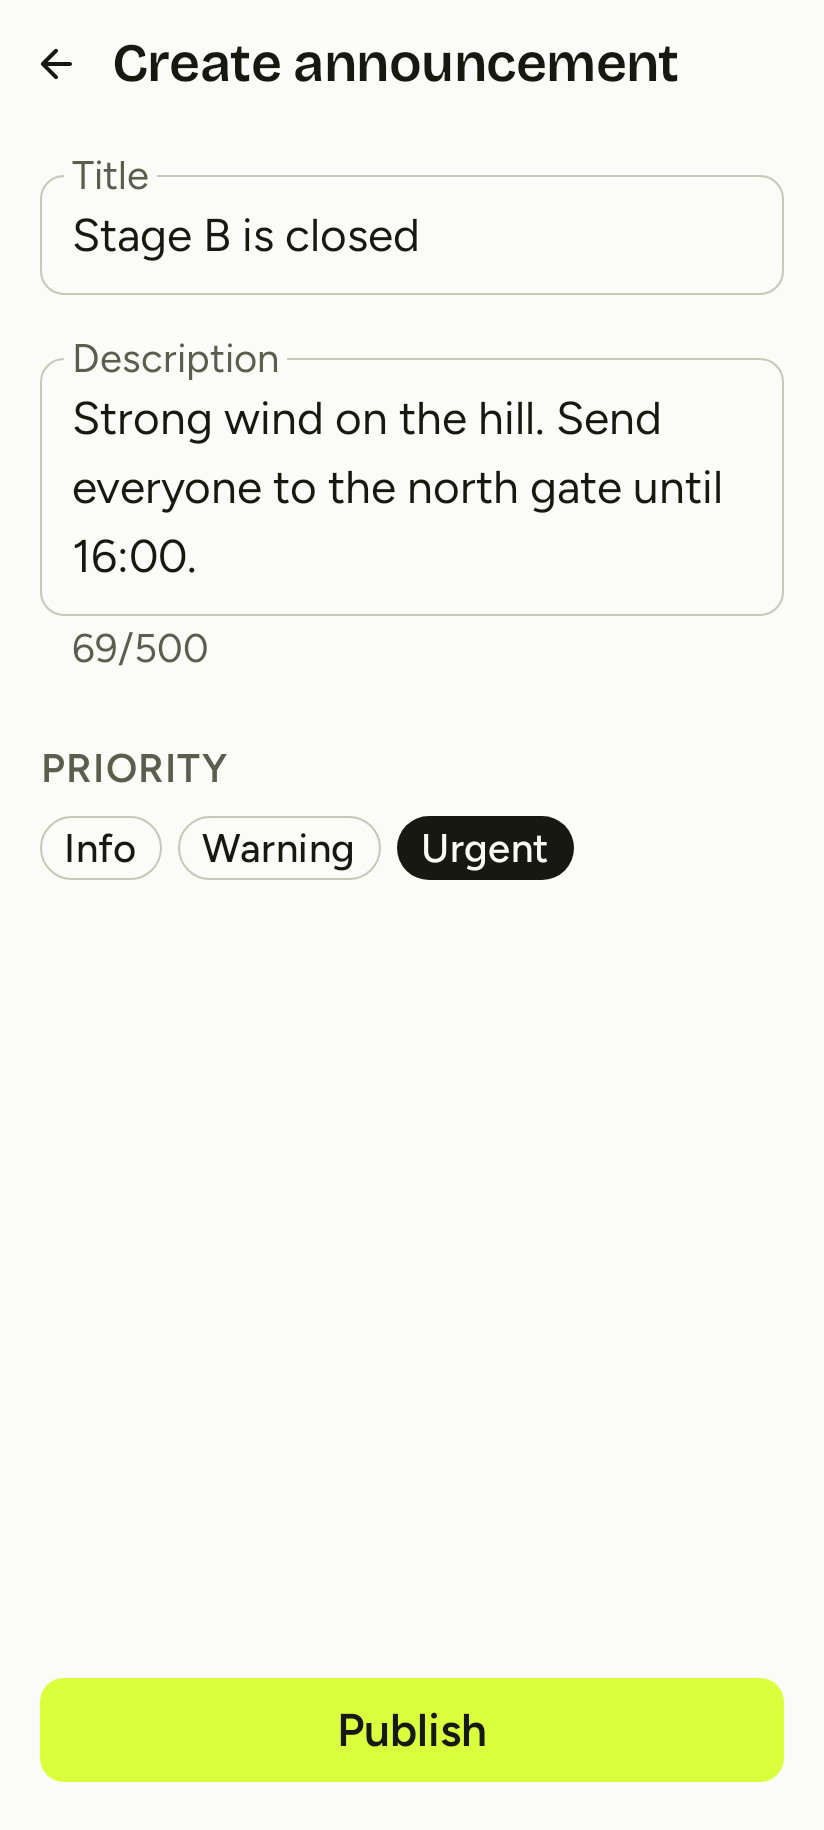 Create announcement
Title
Stage B is closed
Description
Strong wind on the hill. Send
everyone to the north gate until
16:00.
69/500
PRIORITY
Info Warning Urgent
Publish